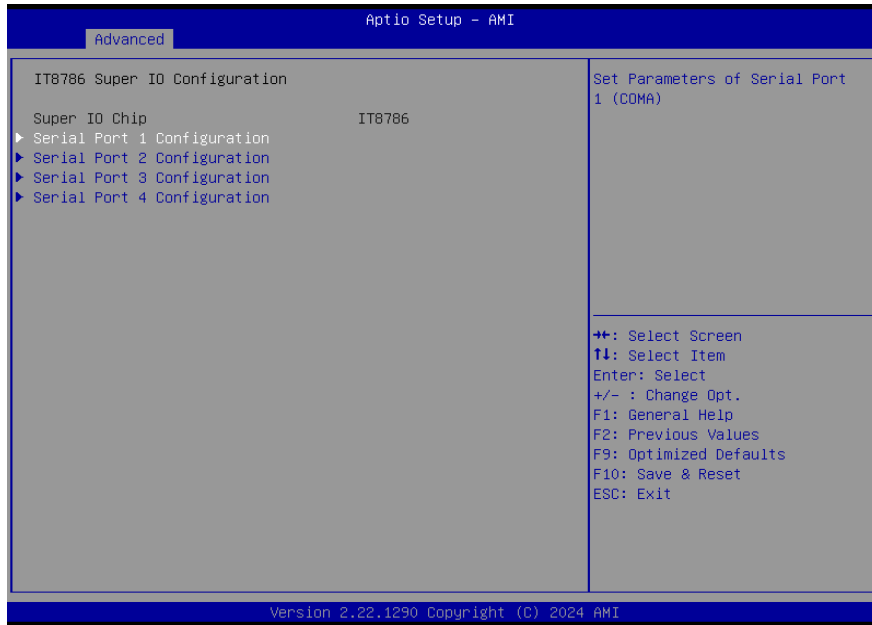 Aptio Setup - AMI
Advanced
IT8786 Super IO Configuration
Super IO Chip IT8786
▶ Serial Port 1 Configuration
▶ Serial Port 2 Configuration
▶ Serial Port 3 Configuration
▶ Serial Port 4 Configuration
Set Parameters of Serial Port
1 (COMA)
→←: Select Screen
↑↓: Select Item
Enter: Select
+/- : Change Opt.
F1: General Help
F2: Previous Values
F9: Optimized Defaults
F10: Save & Reset
ESC: Exit
Version 2.22.1290 Copyright (C) 2024 AMI